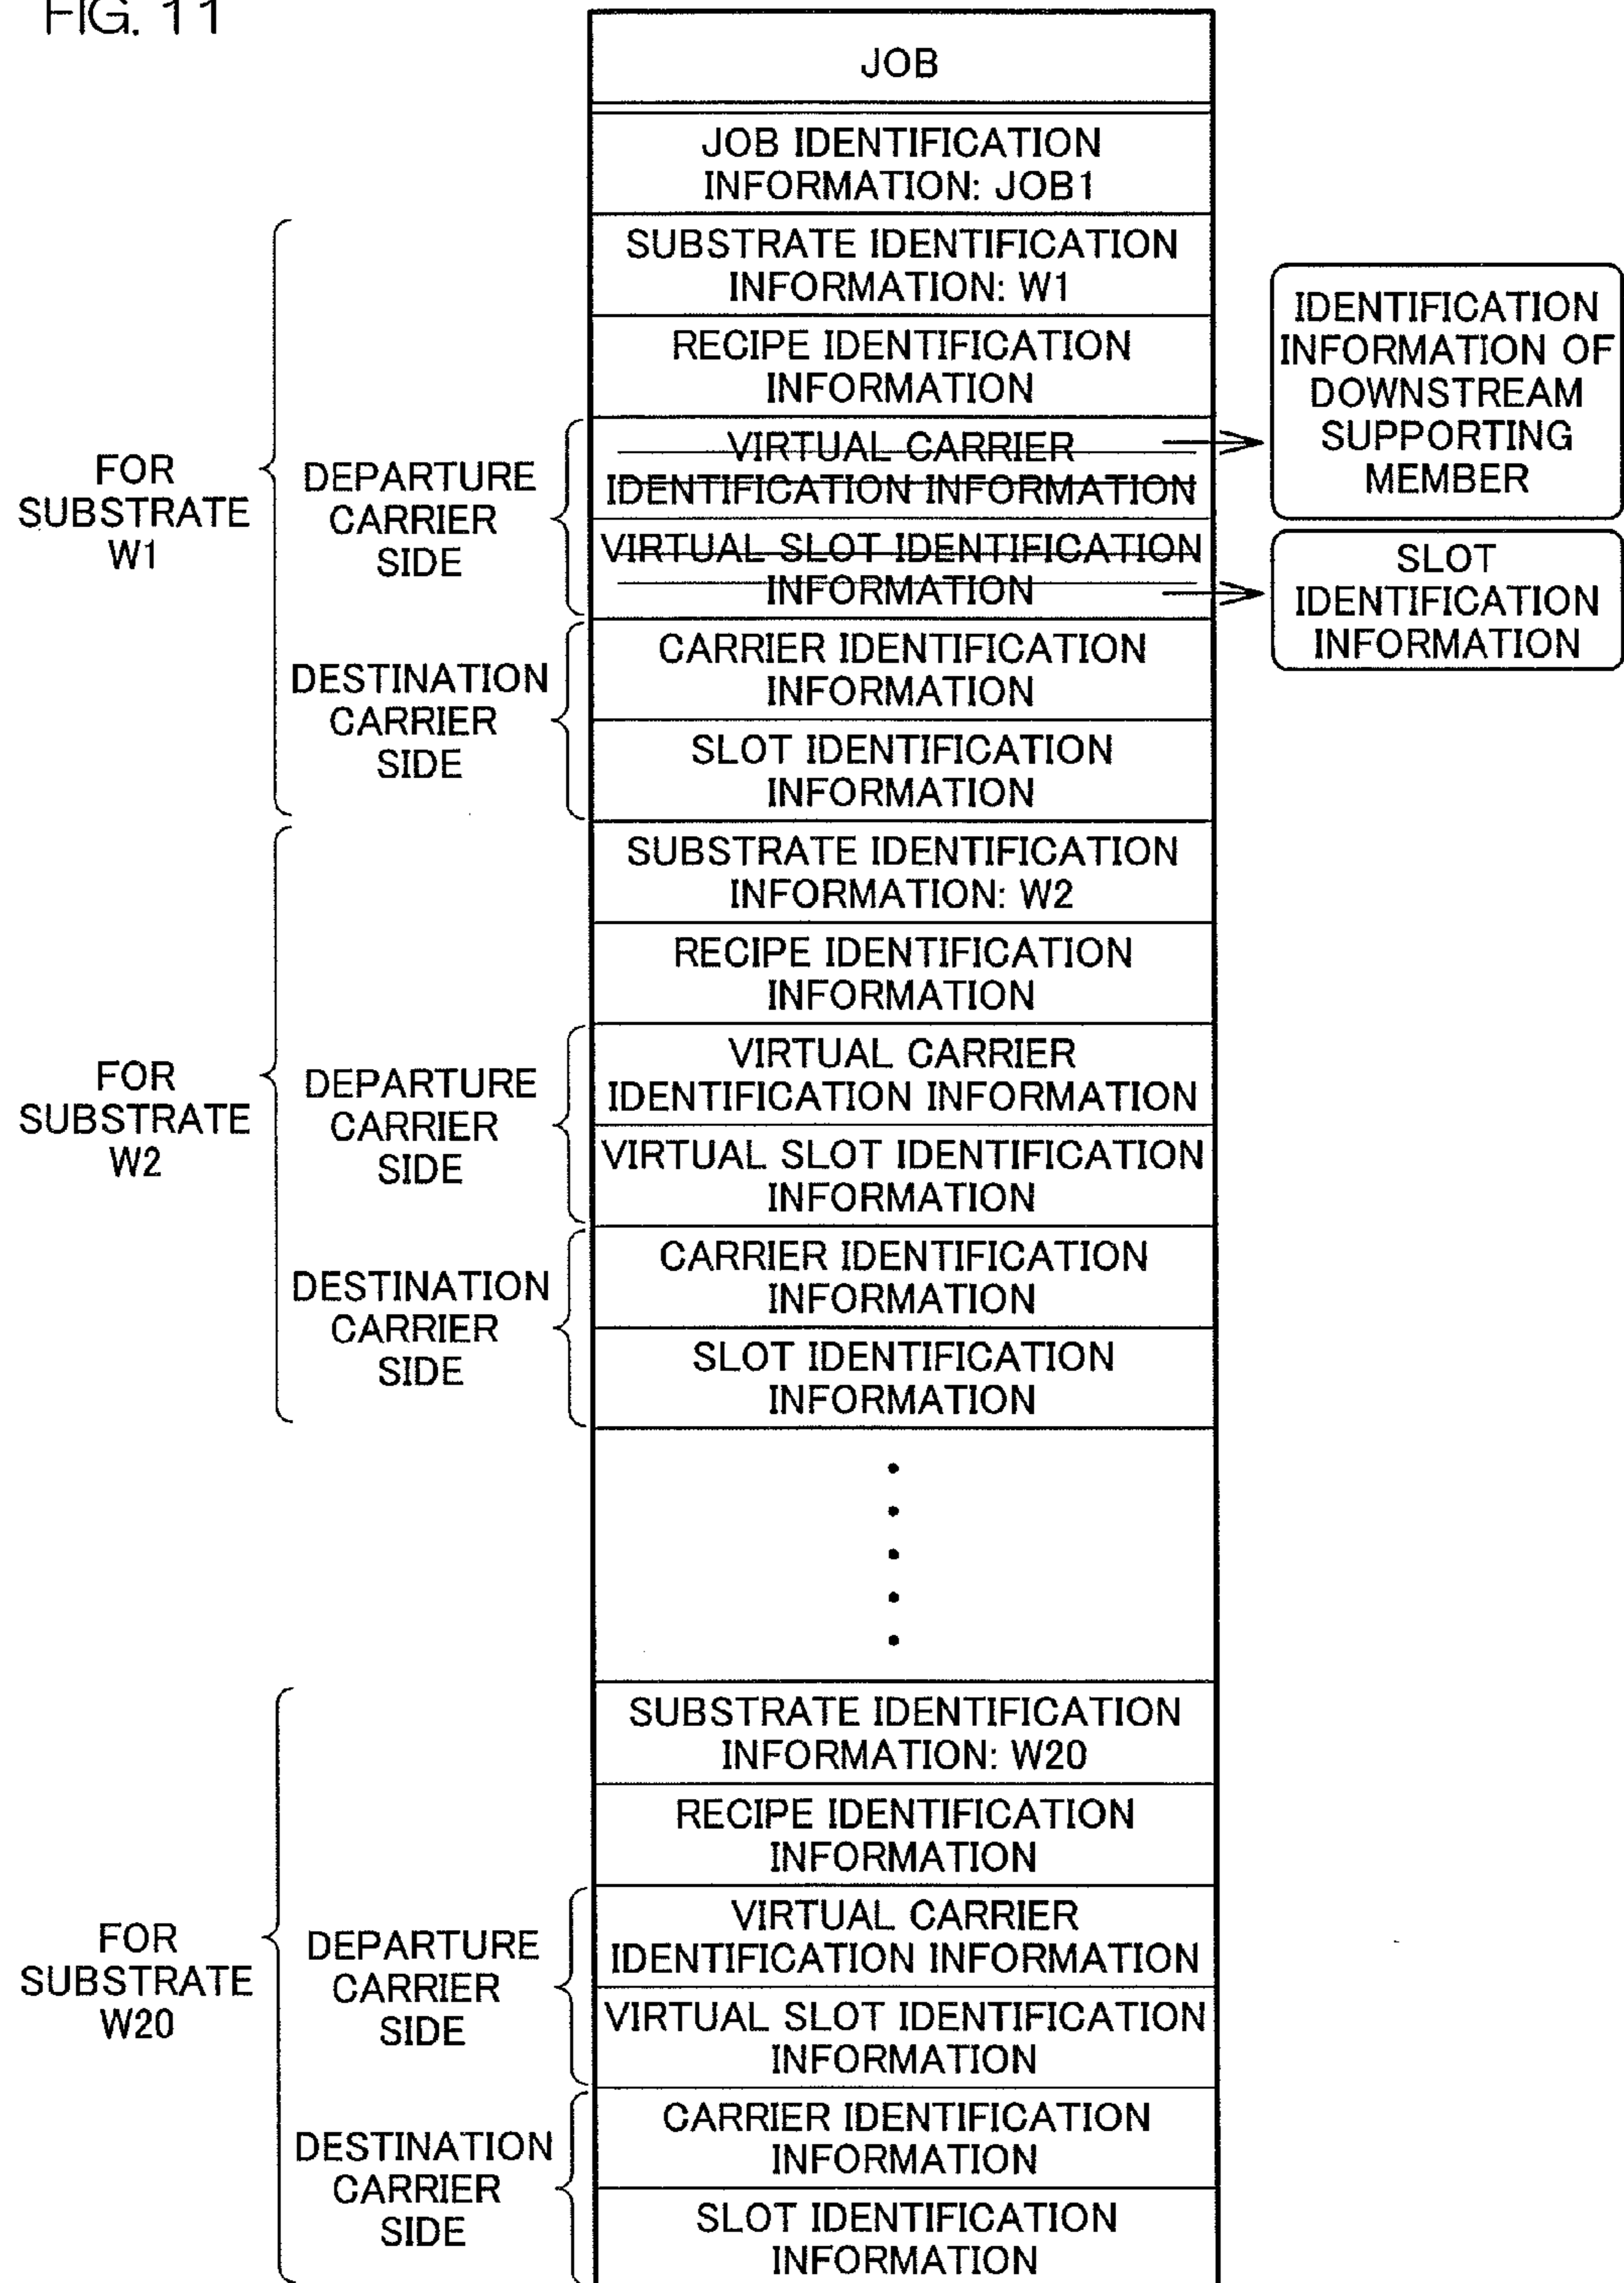 FIG. 11
JOB
JOB IDENTIFICATION
INFORMATION: JOB1
FOR
SUBSTRATE
W1
SUBSTRATE IDENTIFICATION
INFORMATION: W1
RECIPE IDENTIFICATION
INFORMATION
DEPARTURE
CARRIER
SIDE
VIRTUAL CARRIER
IDENTIFICATION INFORMATION
VIRTUAL SLOT IDENTIFICATION
INFORMATION
IDENTIFICATION
INFORMATION OF
DOWNSTREAM
SUPPORTING
MEMBER
SLOT
IDENTIFICATION
INFORMATION
DESTINATION
CARRIER
SIDE
CARRIER IDENTIFICATION
INFORMATION
SLOT IDENTIFICATION
INFORMATION
FOR
SUBSTRATE
W2
SUBSTRATE IDENTIFICATION
INFORMATION: W2
RECIPE IDENTIFICATION
INFORMATION
DEPARTURE
CARRIER
SIDE
VIRTUAL CARRIER
IDENTIFICATION INFORMATION
VIRTUAL SLOT IDENTIFICATION
INFORMATION
DESTINATION
CARRIER
SIDE
CARRIER IDENTIFICATION
INFORMATION
SLOT IDENTIFICATION
INFORMATION
FOR
SUBSTRATE
W20
SUBSTRATE IDENTIFICATION
INFORMATION: W20
RECIPE IDENTIFICATION
INFORMATION
DEPARTURE
CARRIER
SIDE
VIRTUAL CARRIER
IDENTIFICATION INFORMATION
VIRTUAL SLOT IDENTIFICATION
INFORMATION
DESTINATION
CARRIER
SIDE
CARRIER IDENTIFICATION
INFORMATION
SLOT IDENTIFICATION
INFORMATION